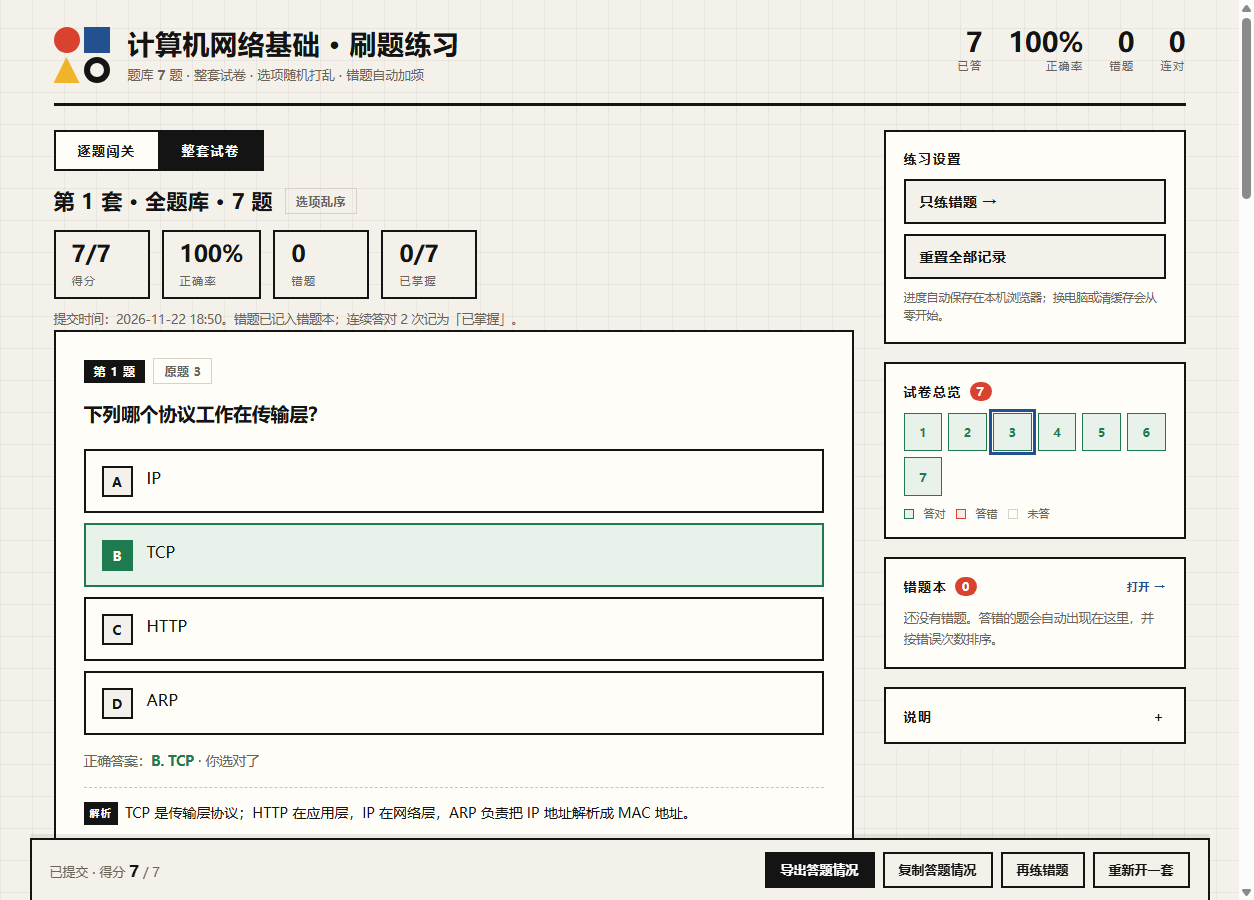 计算机网络基础 · 刷题练习
题库 7 题 · 整套试卷 · 选项随机打乱 · 错题自动加频
7
已答
100%
正确率
0
错题
0
连对
逐题闯关
整套试卷
第 1 套 · 全题库 · 7 题
选项乱序
7/7
得分
100%
正确率
0
错题
0/7
已掌握
提交时间：2026-11-22 18:50。错题已记入错题本；连续答对 2 次记为「已掌握」。
第 1 题
原题 3
下列哪个协议工作在传输层？
A
IP
B
TCP
C
HTTP
D
ARP
正确答案：B. TCP · 你选对了
解析 TCP 是传输层协议；HTTP 在应用层，IP 在网络层，ARP 负责把 IP 地址解析成 MAC 地址。
练习设置
只练错题 →
重置全部记录
进度自动保存在本机浏览器；换电脑或清缓存会从
零开始。
试卷总览 7
1 2 3 4 5 6
7
答对 答错 未答
错题本 0
打开 →
还没有错题。答错的题会自动出现在这里，并
按错误次数排序。
说明 +
已提交 · 得分 7 / 7
导出答题情况
复制答题情况
再练错题
重新开一套